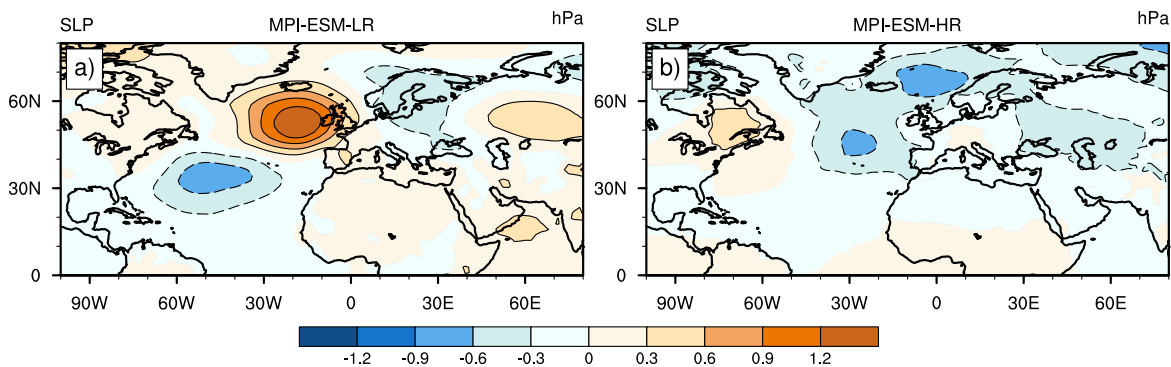 SLP MPI-ESM-LR hPa
SLP MPI-ESM-HR hPa
a)
b)
60N
30N
0
90W 60W 30W 0 30E 60E
60N
30N
0
90W 60W 30W 0 30E 60E
-1.2 -0.9 -0.6 -0.3 0 0.3 0.6 0.9 1.2